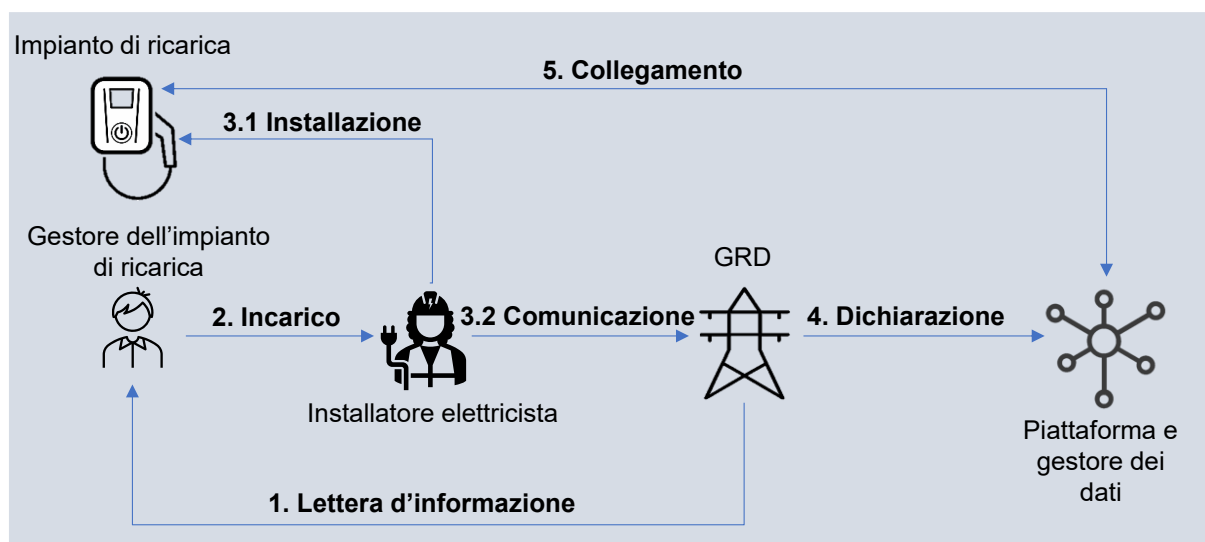 Impianto di ricarica
5. Collegamento
3.1 Installazione
Gestore dell’impianto
di ricarica
GRD
2. Incarico
3.2 Comunicazione
4. Dichiarazione
Installatore elettricista
Piattaforma e
gestore dei
dati
1. Lettera d’informazione